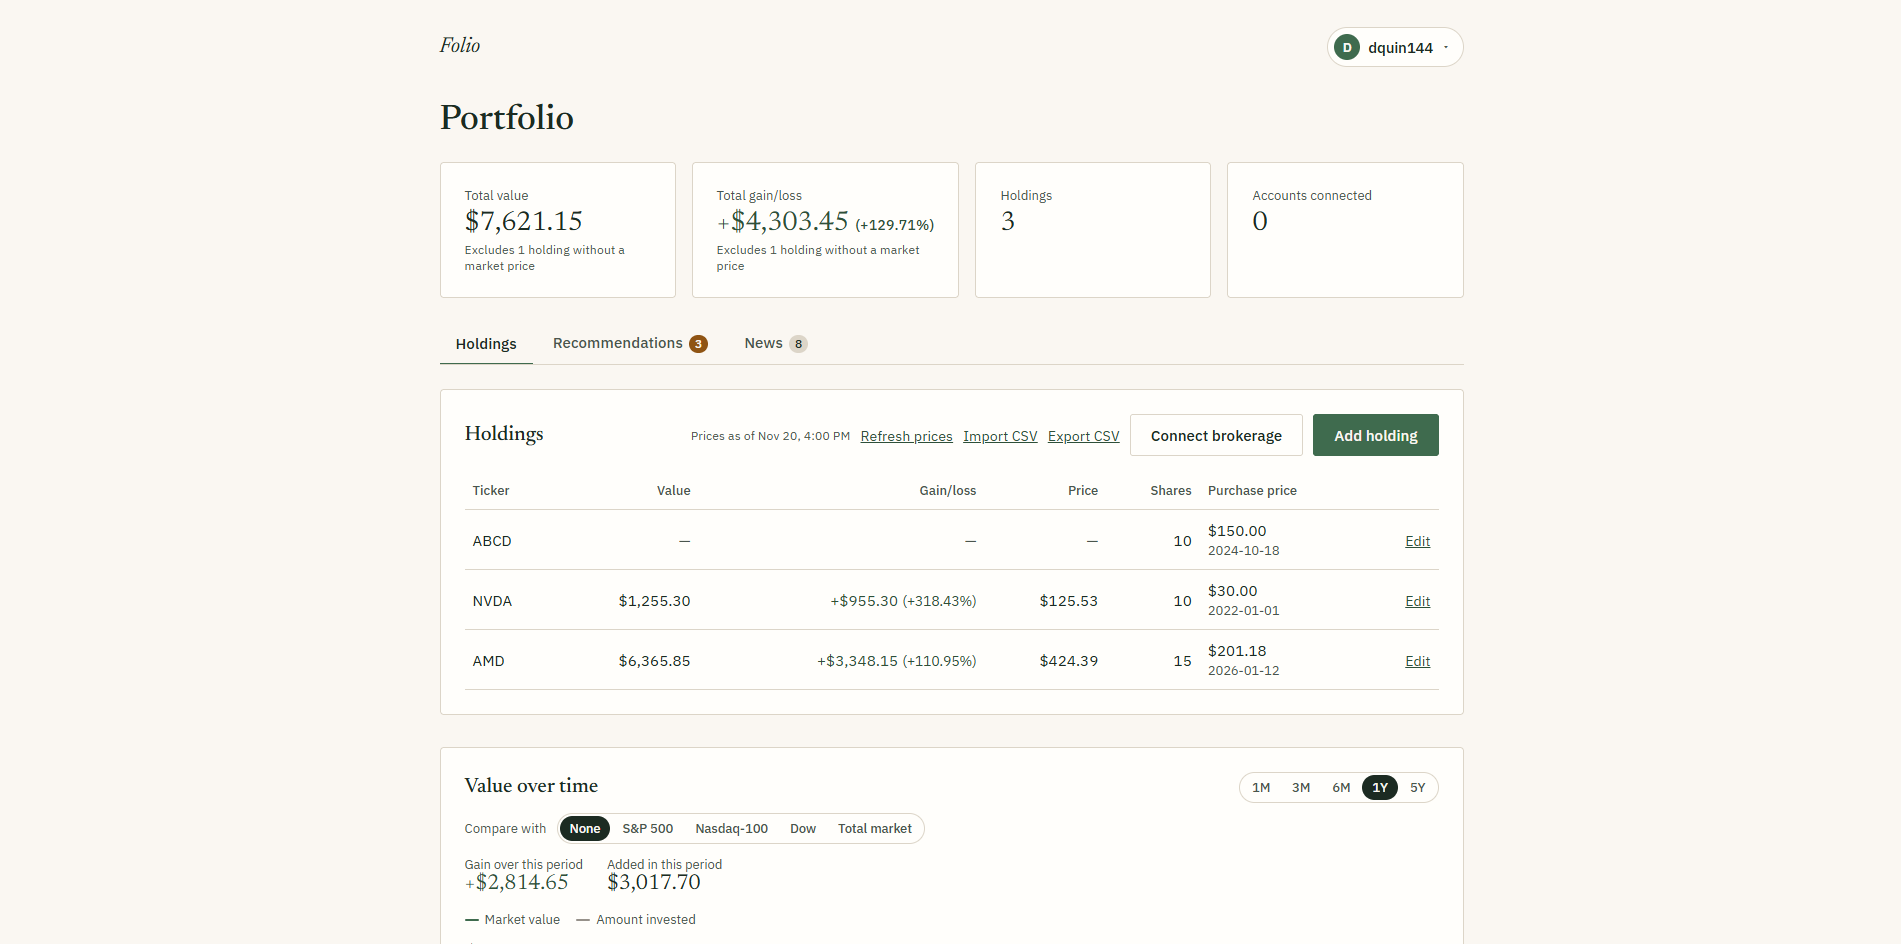 Folio
D dquin144
Portfolio
Total value
$7,621.15
Excludes 1 holding without a
market price
Total gain/loss
+$4,303.45 (+129.71%)
Excludes 1 holding without a market
price
Holdings
3
Accounts connected
0
Holdings Recommendations 3 News 8
Holdings Prices as of Nov 20, 4:00 PM Refresh prices Import CSV Export CSV Connect brokerage Add holding
Ticker Value Gain/loss Price Shares Purchase price
ABCD — — — 10 $150.00 Edit
2024-10-18
NVDA $1,255.30 +$955.30 (+318.43%) $125.53 10 $30.00 Edit
2022-01-01
AMD $6,365.85 +$3,348.15 (+110.95%) $424.39 15 $201.18 Edit
2026-01-12
Value over time 1M 3M 6M 1Y 5Y
Compare with None S&P 500 Nasdaq-100 Dow Total market
Gain over this period Added in this period
+$2,814.65 $3,017.70
Market value Amount invested